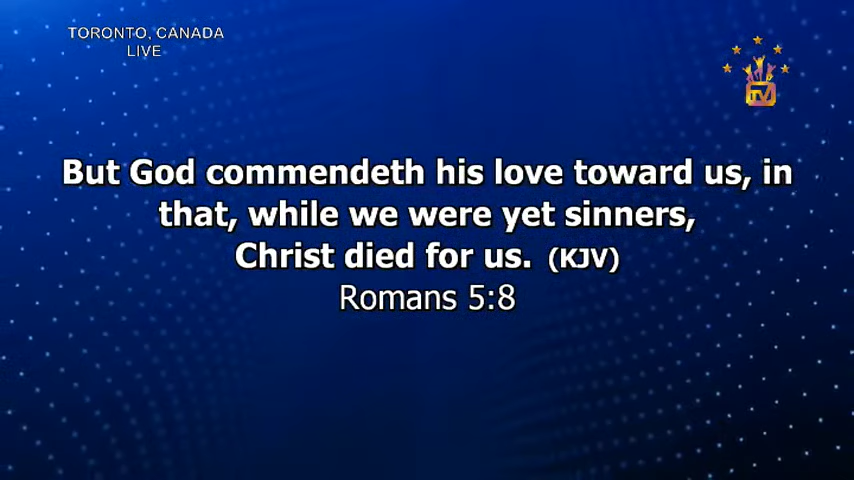 TORONTO, CANADA
LIVE
TV
But God commendeth his love toward us, in
that, while we were yet sinners,
Christ died for us. (KJV)
Romans 5:8